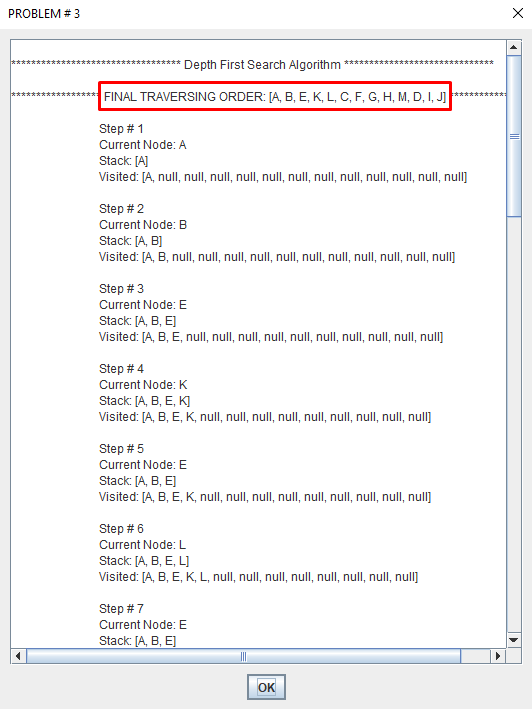 PROBLEM # 3
********************************** Depth First Search Algorithm ******************************
****************** FINAL TRAVERSING ORDER: [A, B, E, K, L, C, F, G, H, M, D, I, J] ************
Step # 1
Current Node: A
Stack: [A]
Visited: [A, null, null, null, null, null, null, null, null, null, null, null, null]
Step # 2
Current Node: B
Stack: [A, B]
Visited: [A, B, null, null, null, null, null, null, null, null, null, null, null]
Step # 3
Current Node: E
Stack: [A, B, E]
Visited: [A, B, E, null, null, null, null, null, null, null, null, null, null]
Step # 4
Current Node: K
Stack: [A, B, E, K]
Visited: [A, B, E, K, null, null, null, null, null, null, null, null, null]
Step # 5
Current Node: E
Stack: [A, B, E]
Visited: [A, B, E, K, null, null, null, null, null, null, null, null, null]
Step # 6
Current Node: L
Stack: [A, B, E, L]
Visited: [A, B, E, K, L, null, null, null, null, null, null, null, null]
Step # 7
Current Node: E
Stack: [A, B, E]
OK